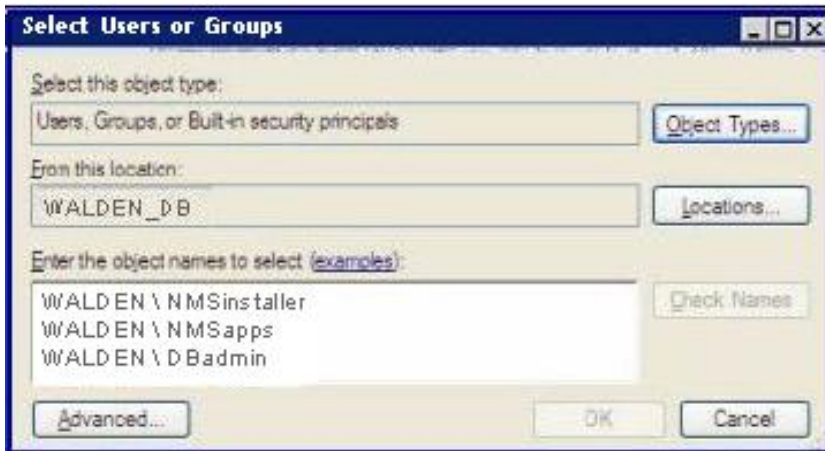 Select Users or Groups
Select this object type:
Users, Groups, or Built-in security principals
Object Types...
From this location:
WALDEN_DB
Locations...
Enter the object names to select (examples):
WALDEN\NMSinstaller
WALDEN\NMSapps
WALDEN\DBadmin
Check Names
Advanced...
OK
Cancel